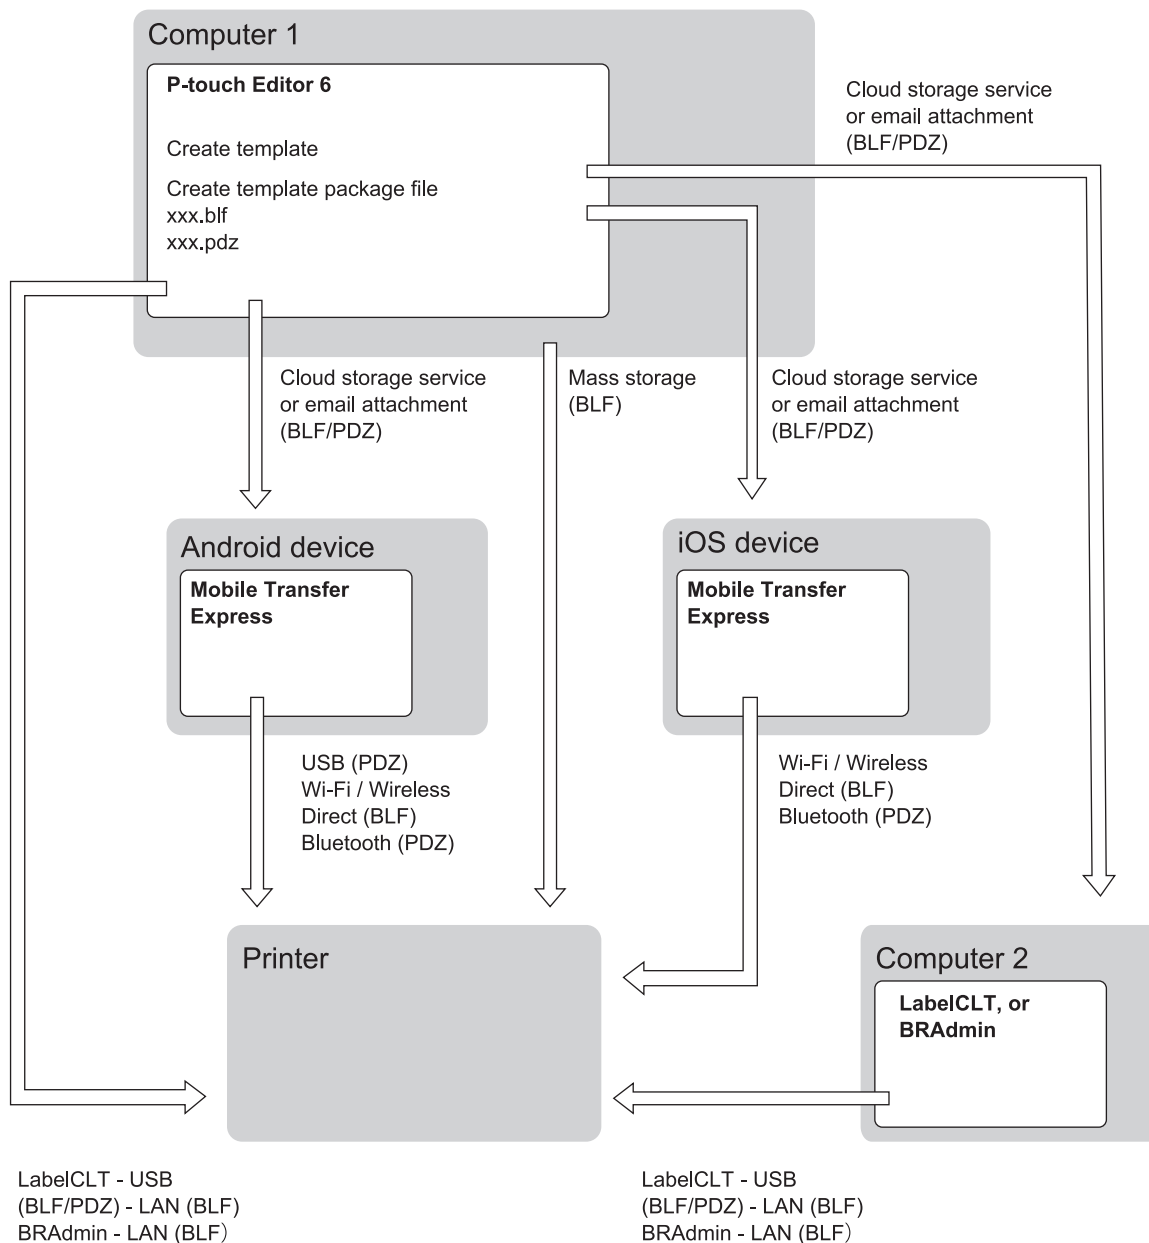 Computer 1
P-touch Editor 6
Create template
Create template package file
xxx.blf
xxx.pdz
Cloud storage service
or email attachment
(BLF/PDZ)
Cloud storage service
or email attachment
(BLF/PDZ)
Mass storage
(BLF)
Cloud storage service
or email attachment
(BLF/PDZ)
Android device
Mobile Transfer
Express
iOS device
Mobile Transfer
Express
USB (PDZ)
Wi-Fi / Wireless
Direct (BLF)
Bluetooth (PDZ)
Wi-Fi / Wireless
Direct (BLF)
Bluetooth (PDZ)
Printer
Computer 2
LabelCLT, or
BRAdmin
LabelCLT - USB
(BLF/PDZ) - LAN (BLF)
BRAdmin - LAN (BLF）
LabelCLT - USB
(BLF/PDZ) - LAN (BLF)
BRAdmin - LAN (BLF）